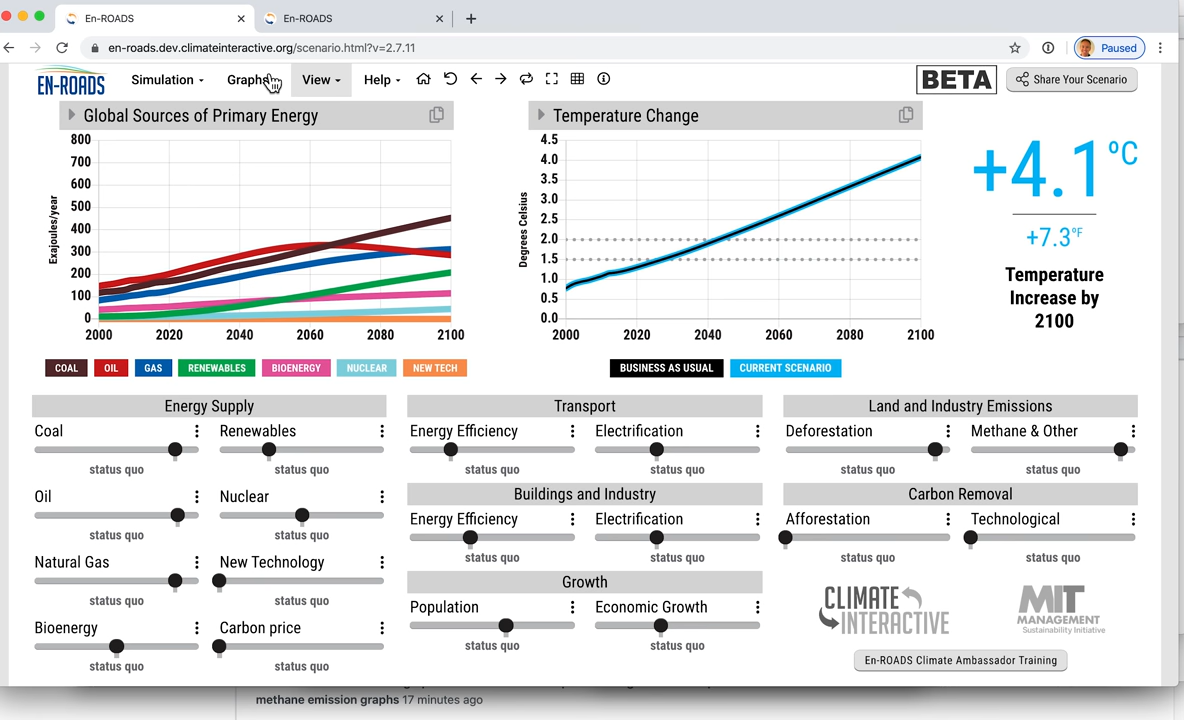 En-ROADS
En-ROADS
en-roads.dev.climateinteractive.org/scenario.html?v=2.7.11
Paused
EN-ROADS
Simulation
Graphs
View
Help
BETA
Share Your Scenario
Global Sources of Primary Energy
Exajoules/year
800
700
600
500
400
300
200
100
0
2000 2020 2040 2060 2080 2100
COAL OIL GAS RENEWABLES BIOENERGY NUCLEAR NEW TECH
Temperature Change
Degrees Celsius
4.5
4.0
3.5
3.0
2.5
2.0
1.5
1.0
0.5
0.0
2000 2020 2040 2060 2080 2100
BUSINESS AS USUAL CURRENT SCENARIO
+4.1 ºC
+7.3 °F
Temperature
Increase by
2100
Energy Supply
Coal
status quo
Renewables
status quo
Oil
status quo
Nuclear
status quo
Natural Gas
status quo
New Technology
status quo
Bioenergy
status quo
Carbon price
status quo
Transport
Energy Efficiency
status quo
Electrification
status quo
Buildings and Industry
Energy Efficiency
status quo
Electrification
status quo
Growth
Population
status quo
Economic Growth
status quo
Land and Industry Emissions
Deforestation
status quo
Methane & Other
status quo
Carbon Removal
Afforestation
status quo
Technological
status quo
CLIMATE
INTERACTIVE
MIT
MANAGEMENT
Sustainability Initiative
En-ROADS Climate Ambassador Training
methane emission graphs 17 minutes ago